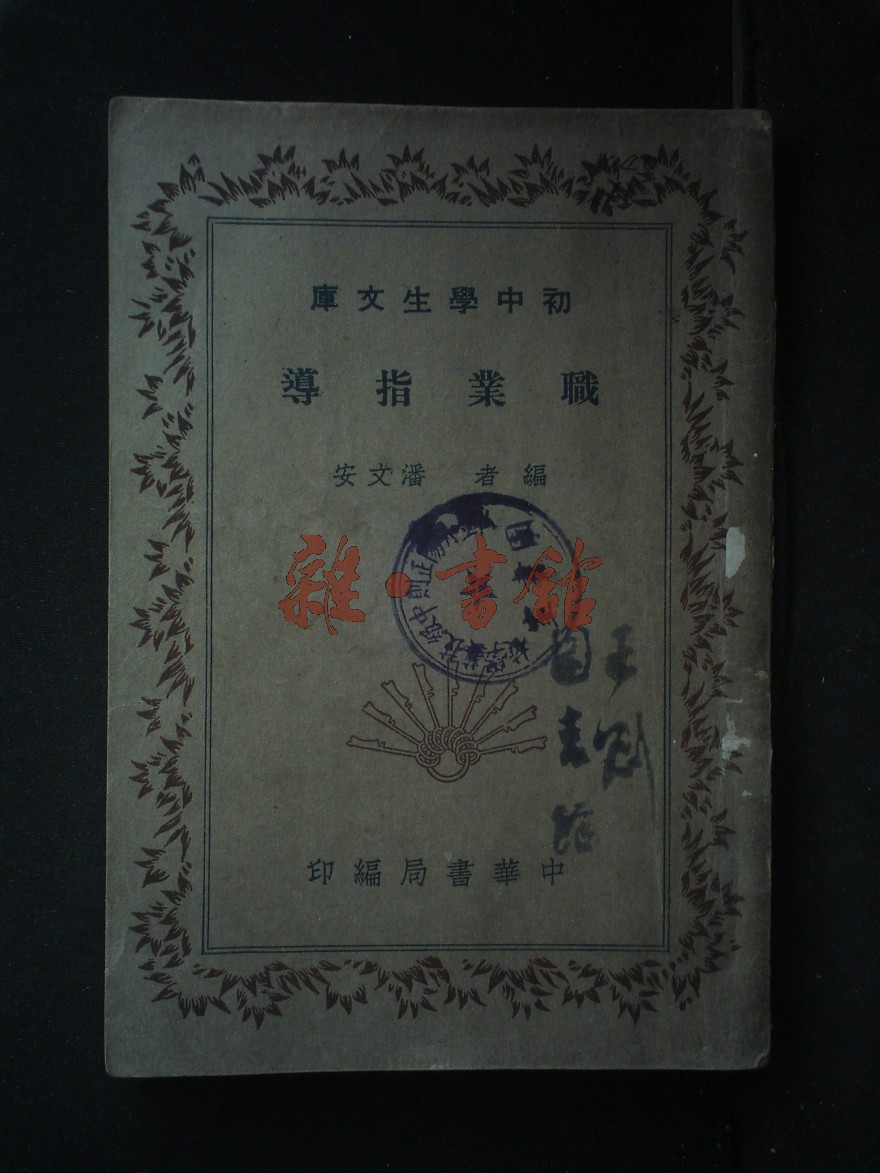 初中學生文庫
職業指導
編者 潘文安
雜·書館
中華書局編印